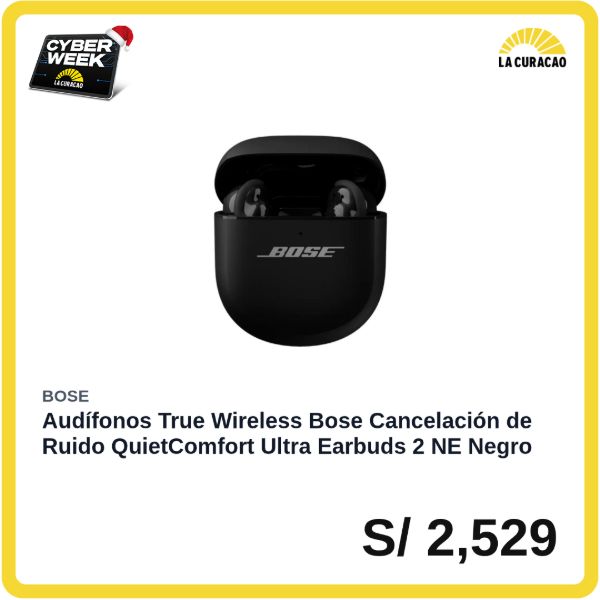 CYBER
WEEK
LA CURACAO
LA CURACAO
BOSE
BOSE
Audífonos True Wireless Bose Cancelación de
Ruido QuietComfort Ultra Earbuds 2 NE Negro
S/ 2,529